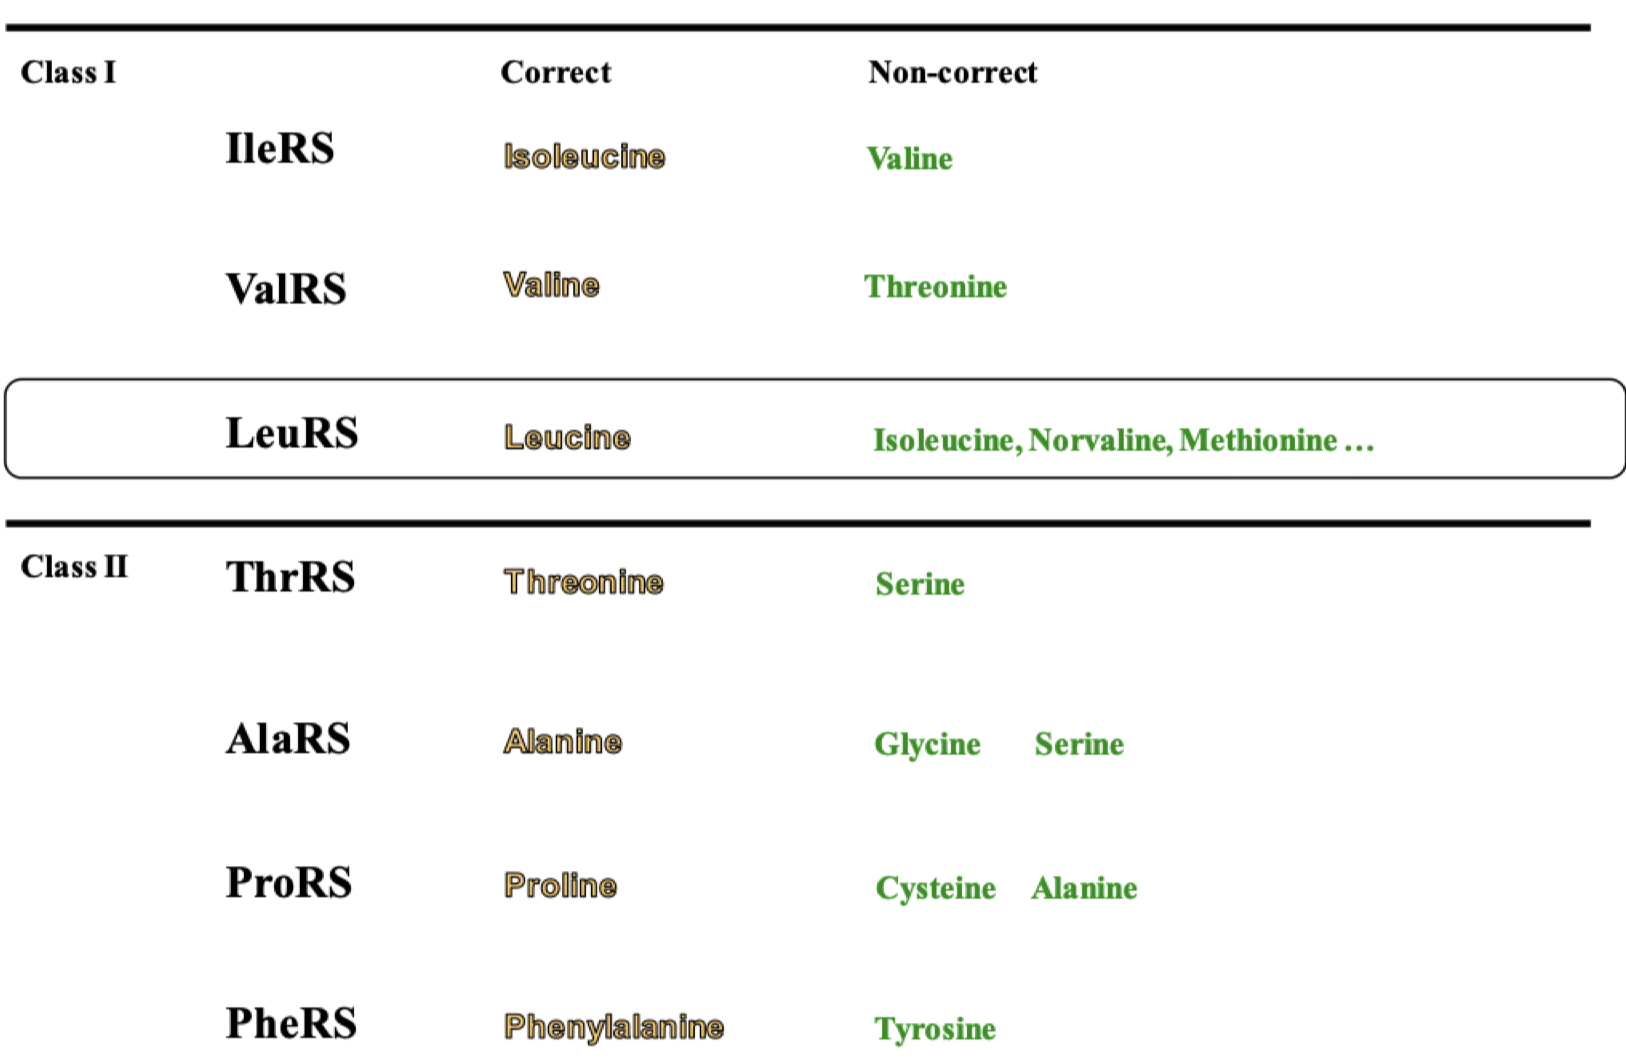 Class I Correct Non-correct
IleRS Isoleucine Valine
ValRS Valine Threonine
LeuRS Leucine Isoleucine, Norvaline, Methionine ...
Class II ThrRS Threonine Serine
AlaRS Alanine Glycine Serine
ProRS Proline Cysteine Alanine
PheRS Phenylalanine Tyrosine